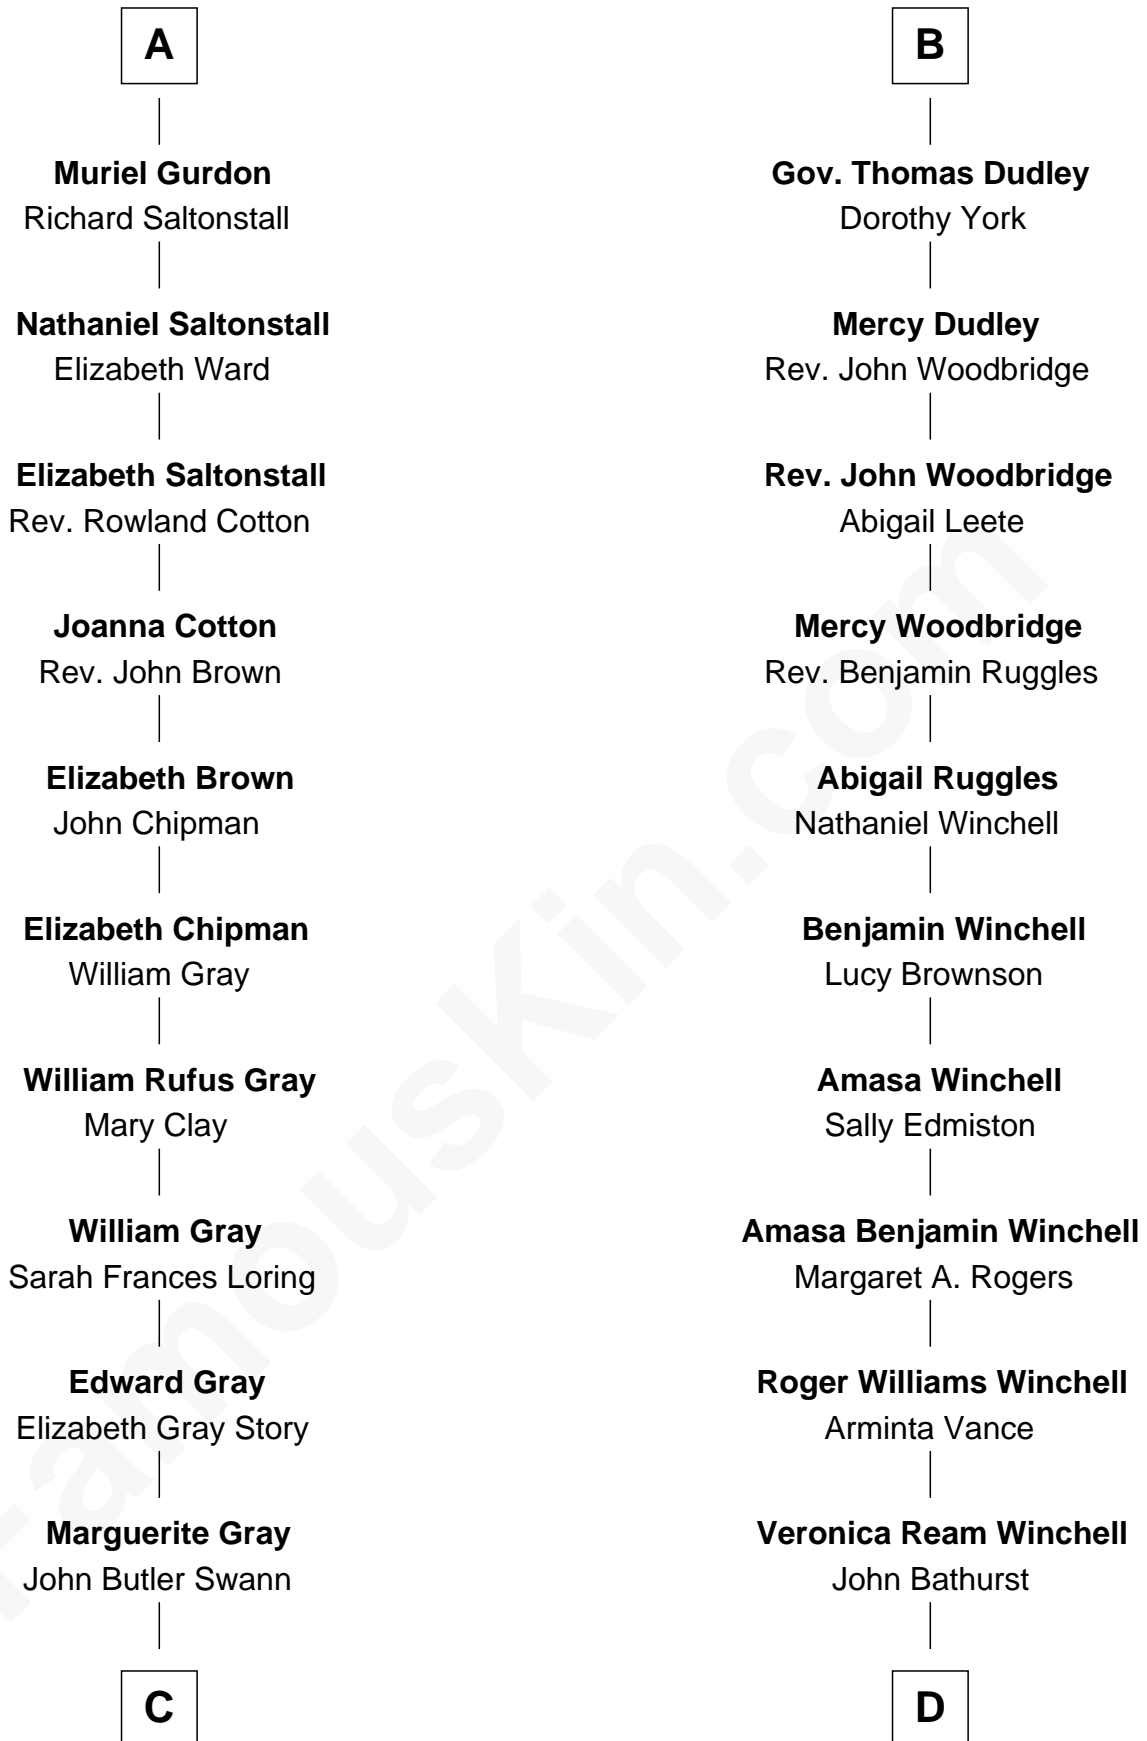 A
Muriel Gurdon
Richard Saltonstall
Nathaniel Saltonstall
Elizabeth Ward
Elizabeth Saltonstall
Rev. Rowland Cotton
Joanna Cotton
Rev. John Brown
Elizabeth Brown
John Chipman
Elizabeth Chipman
William Gray
William Rufus Gray
Mary Clay
William Gray
Sarah Frances Loring
Edward Gray
Elizabeth Gray Story
Marguerite Gray
John Butler Swann
C
B
Gov. Thomas Dudley
Dorothy York
Mercy Dudley
Rev. John Woodbridge
Rev. John Woodbridge
Abigail Leete
Mercy Woodbridge
Rev. Benjamin Ruggles
Abigail Ruggles
Nathaniel Winchell
Benjamin Winchell
Lucy Brownson
Amasa Winchell
Sally Edmiston
Amasa Benjamin Winchell
Margaret A. Rogers
Roger Williams Winchell
Arminta Vance
Veronica Ream Winchell
John Bathurst
D
FamousKin.com